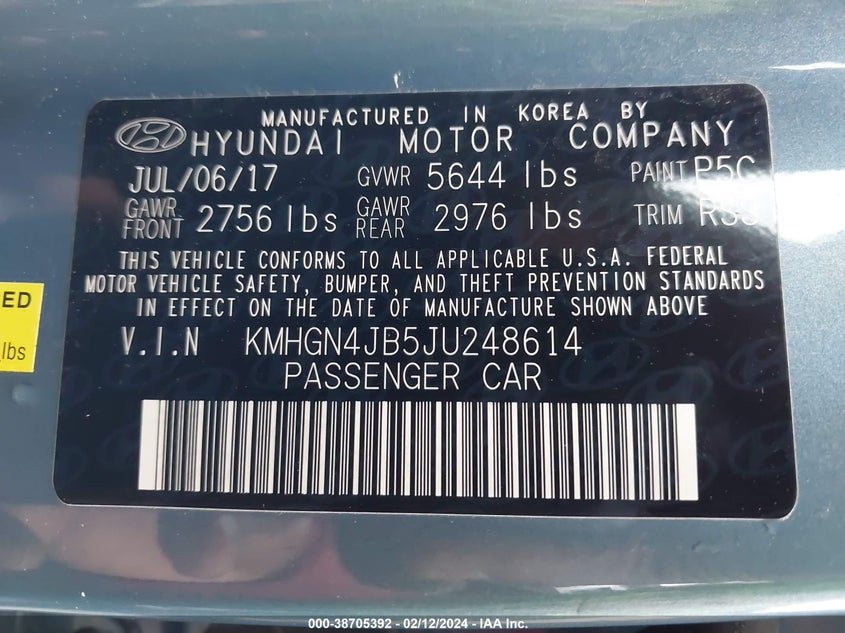 MANUFACTURED IN KOREA BY
HYUNDAI MOTOR COMPANY
JUL/06/17 GVWR 5644 lbs PAINT P5C
GAWR FRONT 2756 lbs GAWR REAR 2976 lbs TRIM
THIS VEHICLE CONFORMS TO ALL APPLICABLE U.S.A. FEDERAL
MOTOR VEHICLE SAFETY, BUMPER, AND THEFT PREVENTION STANDARDS
IN EFFECT ON THE DATE OF MANUFACTURE SHOWN ABOVE
V.I.N KMHGN4JB5JU248614
PASSENGER CAR
lbs
000-38705392 - 02/12/2024 - IAA Inc.